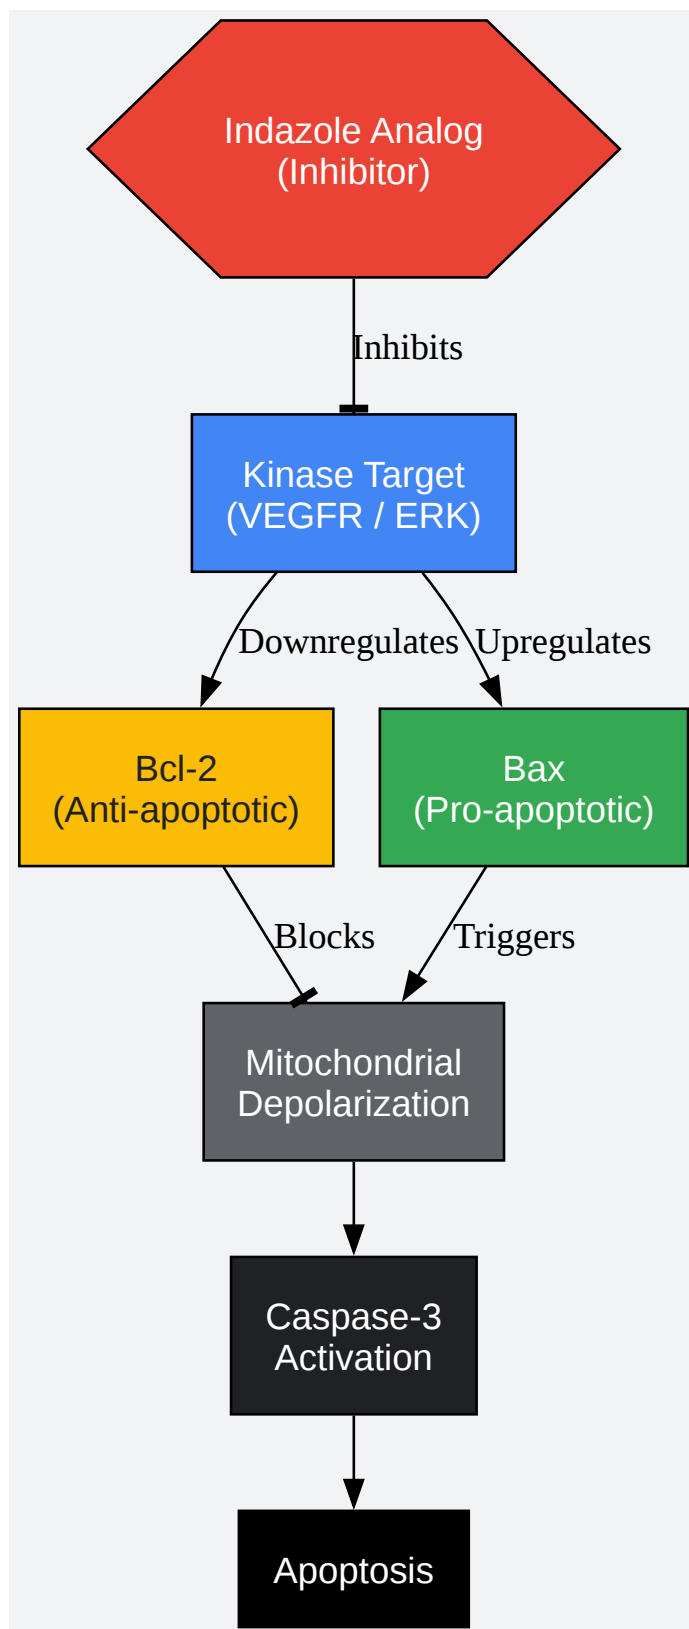 Indazole Analog
(Inhibitor)
Inhibits
Kinase Target
(VEGFR / ERK)
Downregulates
Upregulates
Bcl-2
(Anti-apoptotic)
Bax
(Pro-apoptotic)
Blocks
Triggers
Mitochondrial
Depolarization
Caspase-3
Activation
Apoptosis